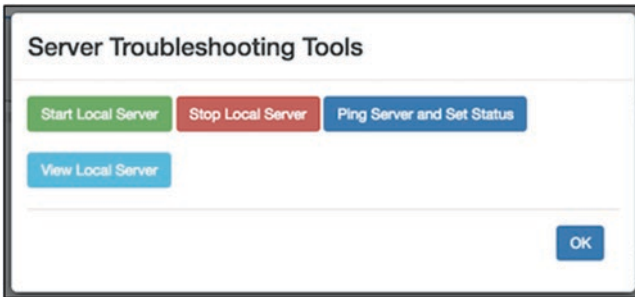 Server Troubleshooting Tools
Start Local Server Stop Local Server Ping Server and Set Status
View Local Server
OK